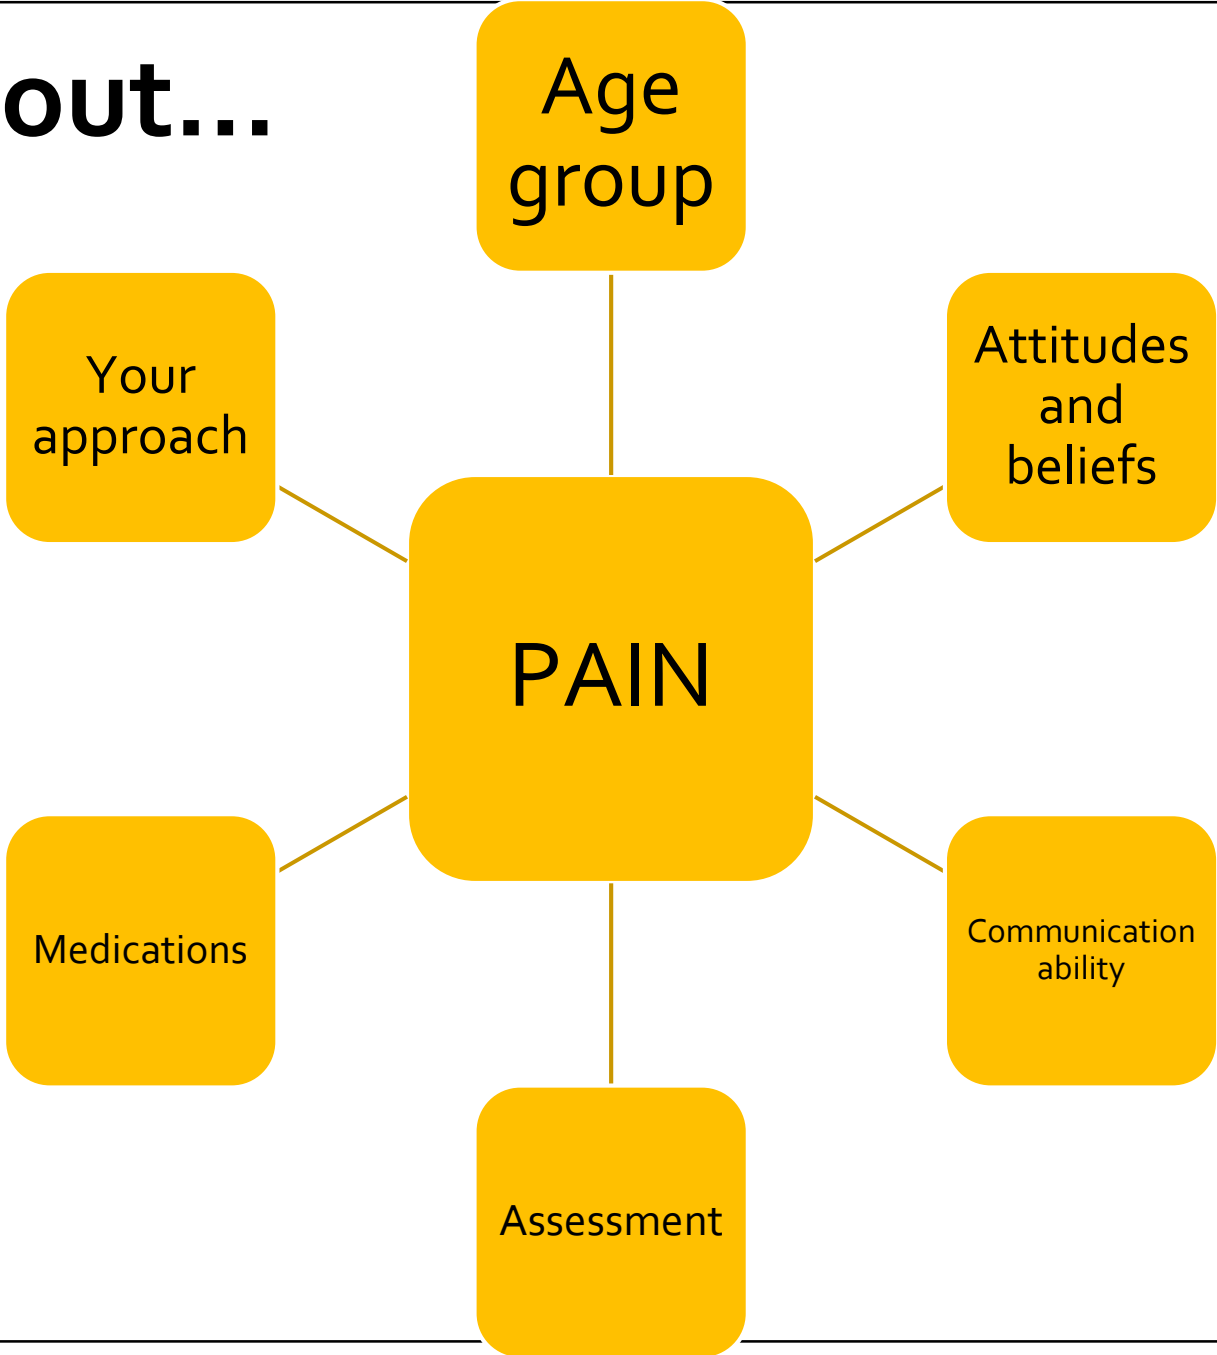 out...
Age
group
Attitudes
and
beliefs
Communication
ability
Assessment
Medications
Your
approach
PAIN